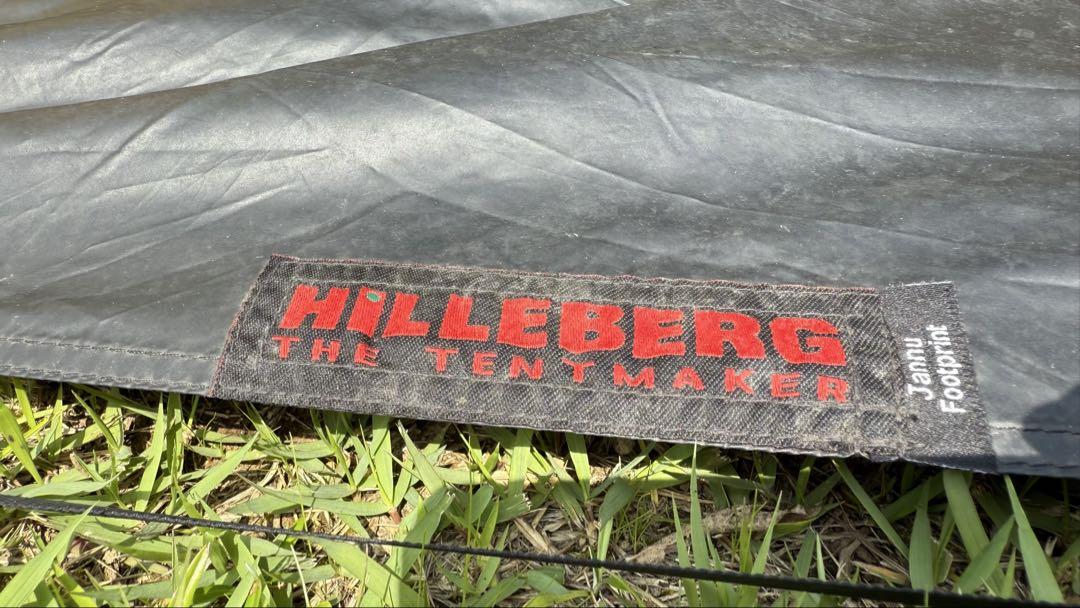 HiLLEBERG
THE TENTMAKER
Jannu
Footprint